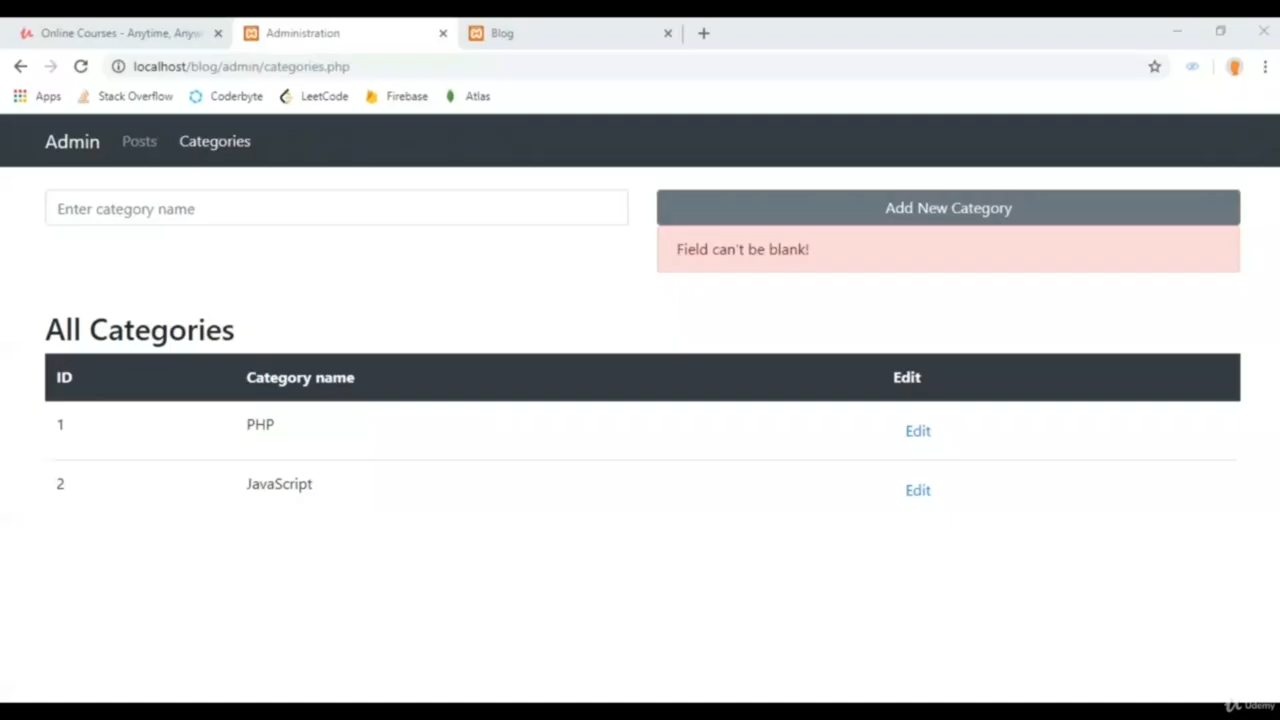 Online Courses - Anytime, Anyw
Administration
Blog
localhost/blog/admin/categories.php
Apps
Stack Overflow
Coderbyte
LeetCode
Firebase
Atlas
Admin
Posts
Categories
Enter category name
Add New Category
Field can't be blank!
All Categories
ID Category name Edit
1 PHP Edit
2 JavaScript Edit
Udemy